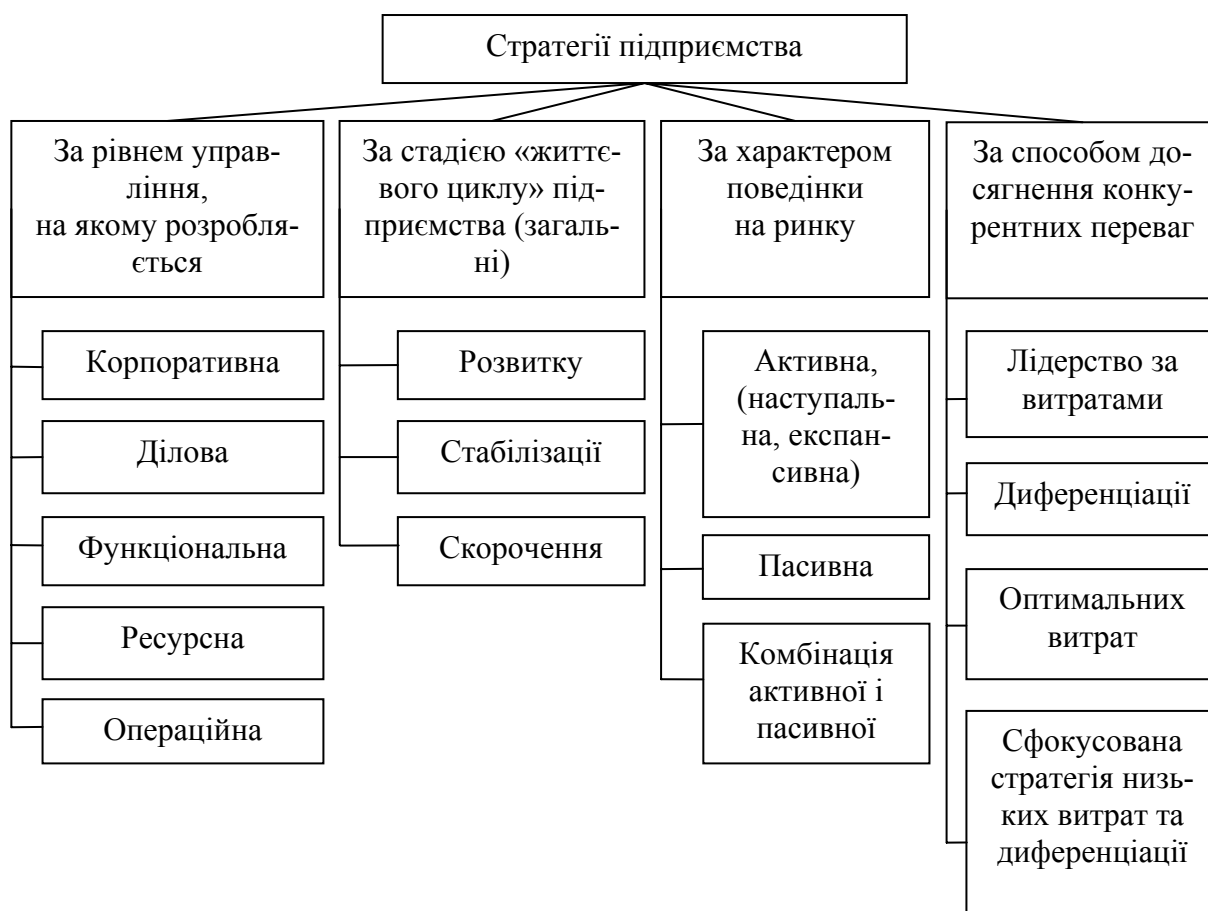 Стратегії підприємства
За рівнем управ-
ління,
на якому розробля-
ється
Корпоративна
Ділова
Функціональна
Ресурсна
Операційна
За стадією «життє-
вого циклу» під-
приємства (загаль-
ні)
Розвитку
Стабілізації
Скорочення
За характером
поведінки
на ринку
Активна,
(наступаль-
на, експан-
сивна)
Пасивна
Комбінація
активної і
пасивної
За способом до-
сягнення конку-
рентних переваг
Лідерство за
витратами
Диференціації
Оптимальних
витрат
Сфокусована
стратегія низь-
ких витрат та
диференціації